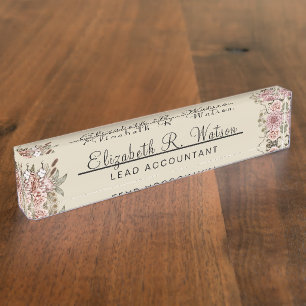 Elizabeth R. Watson
LEAD ACCOUNTANT